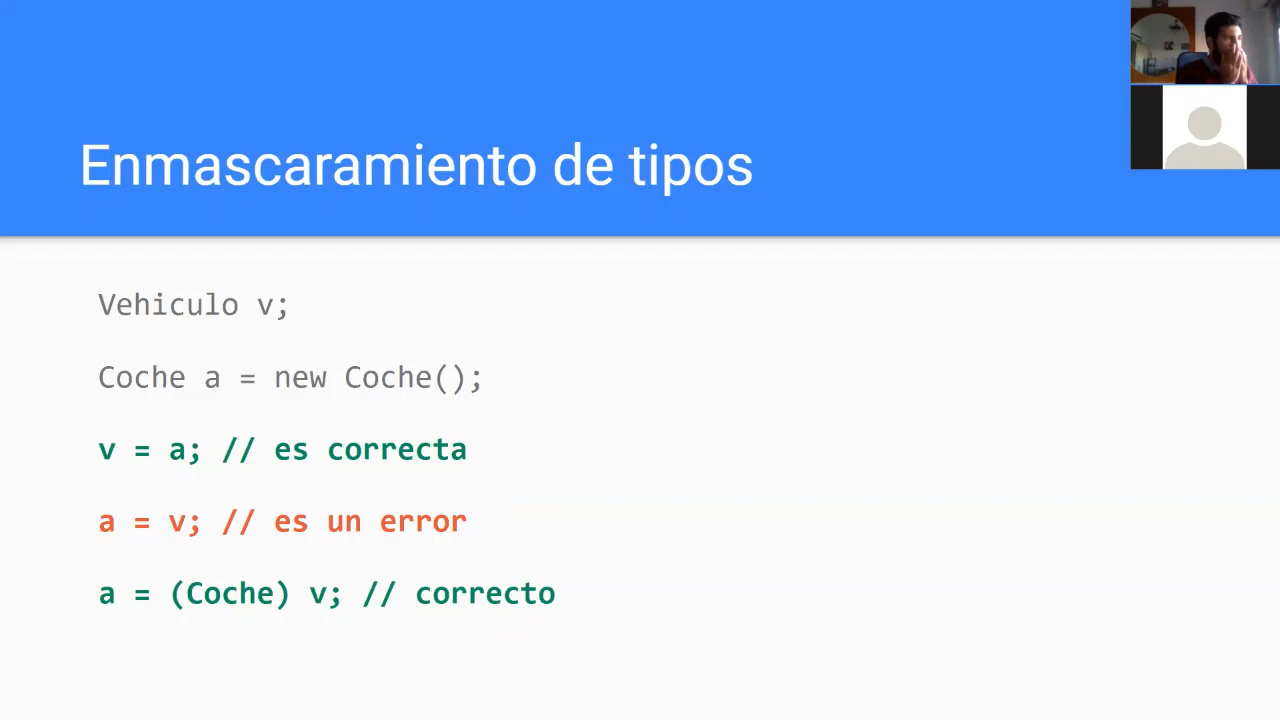 Enmascaramiento de tipos
Vehiculo v;
Coche a = new Coche();
v = a; // es correcta
a = v; // es un error
a = (Coche) v; // correcto